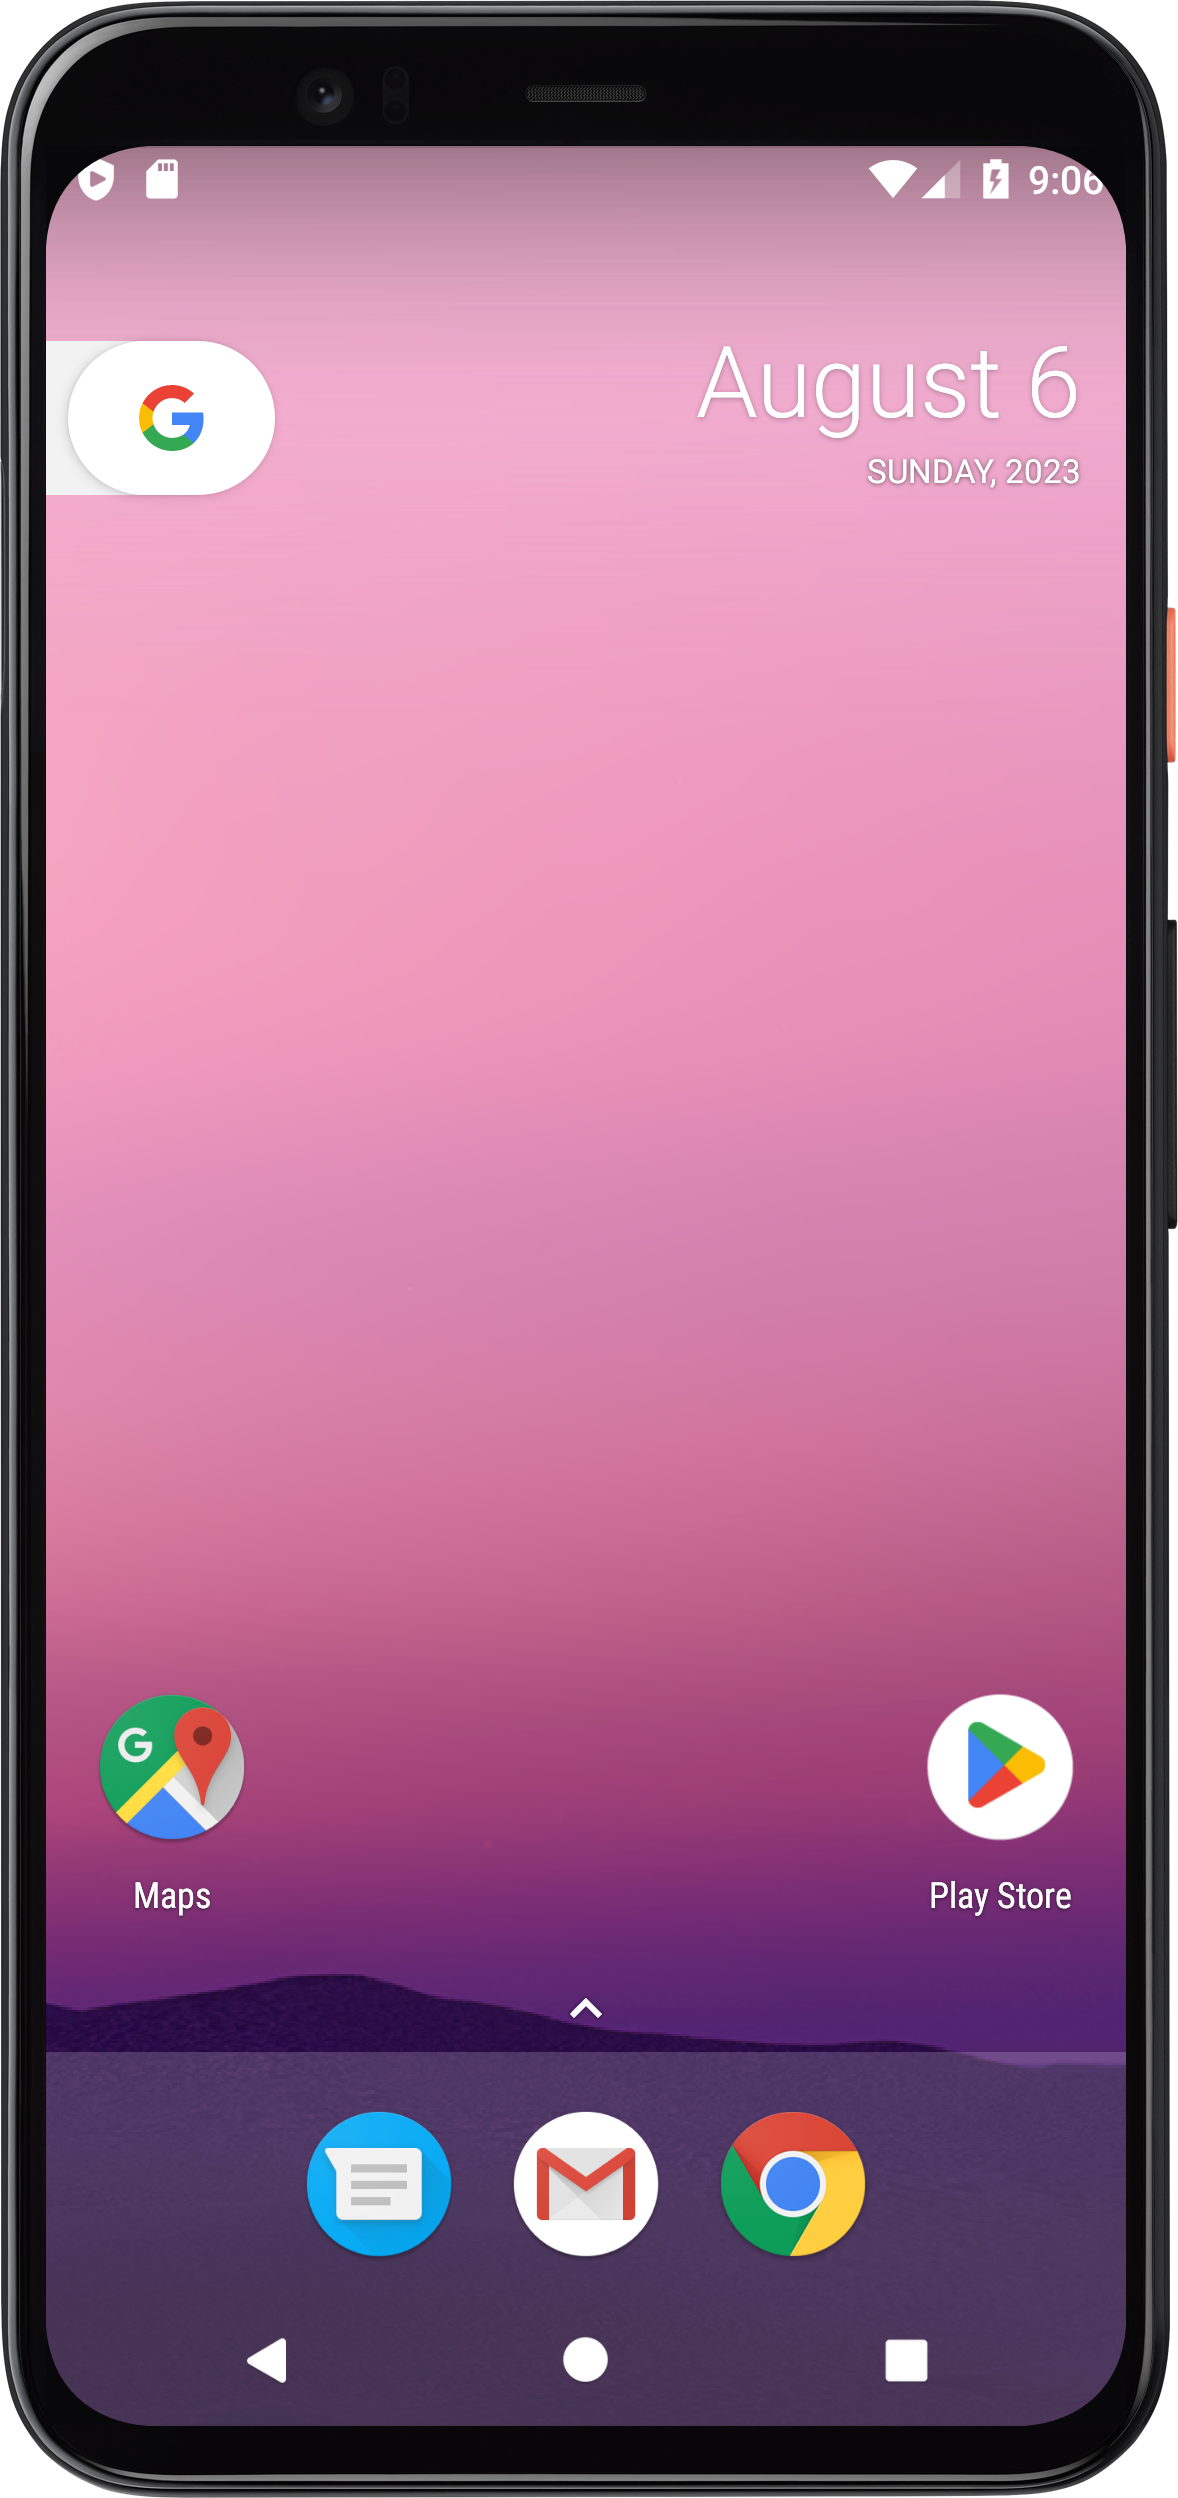 9:06
August 6
SUNDAY, 2023
Maps
Play Store